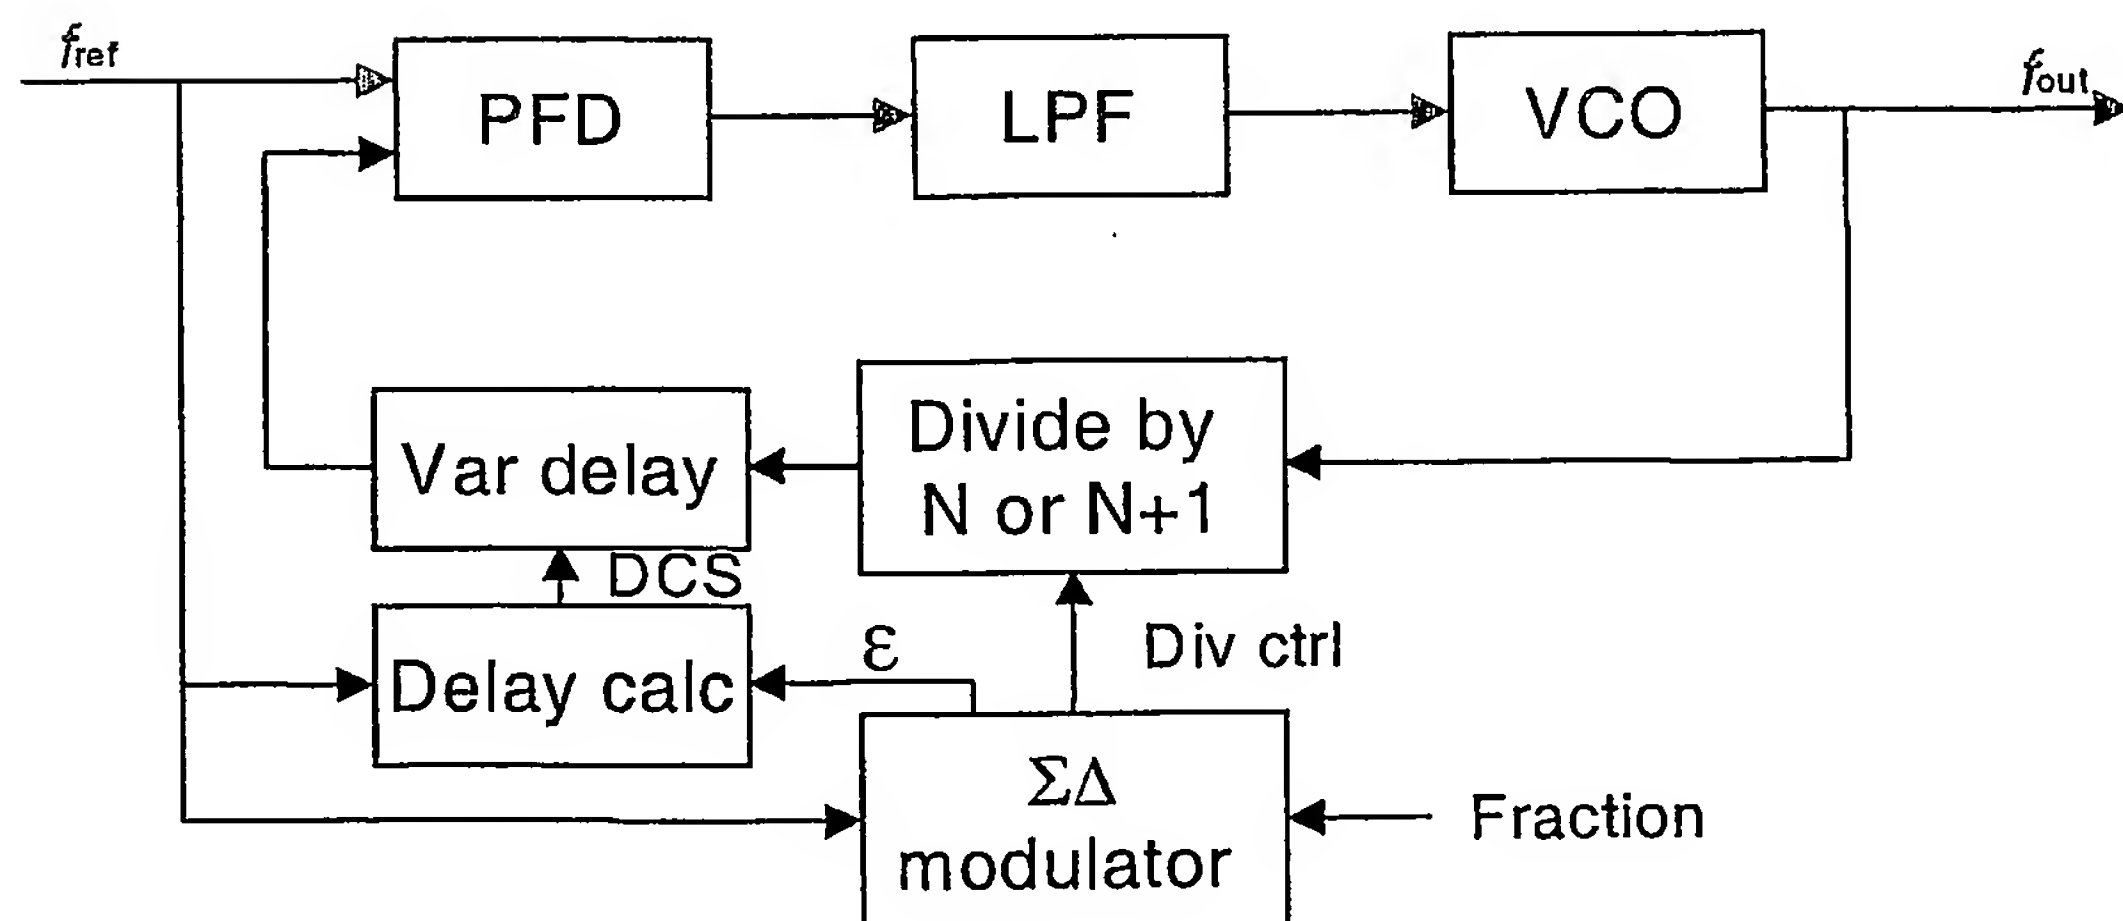 fref
PFD
LPF
VCO
fout
Var delay
Divide by
N or N+1
DCS
Delay calc
ε
Div ctrl
ΣΔ
modulator
Fraction